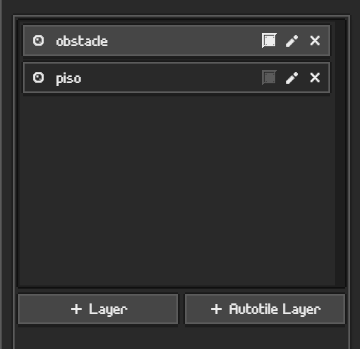 obstacle
piso
+ Layer
+ Autotile Layer